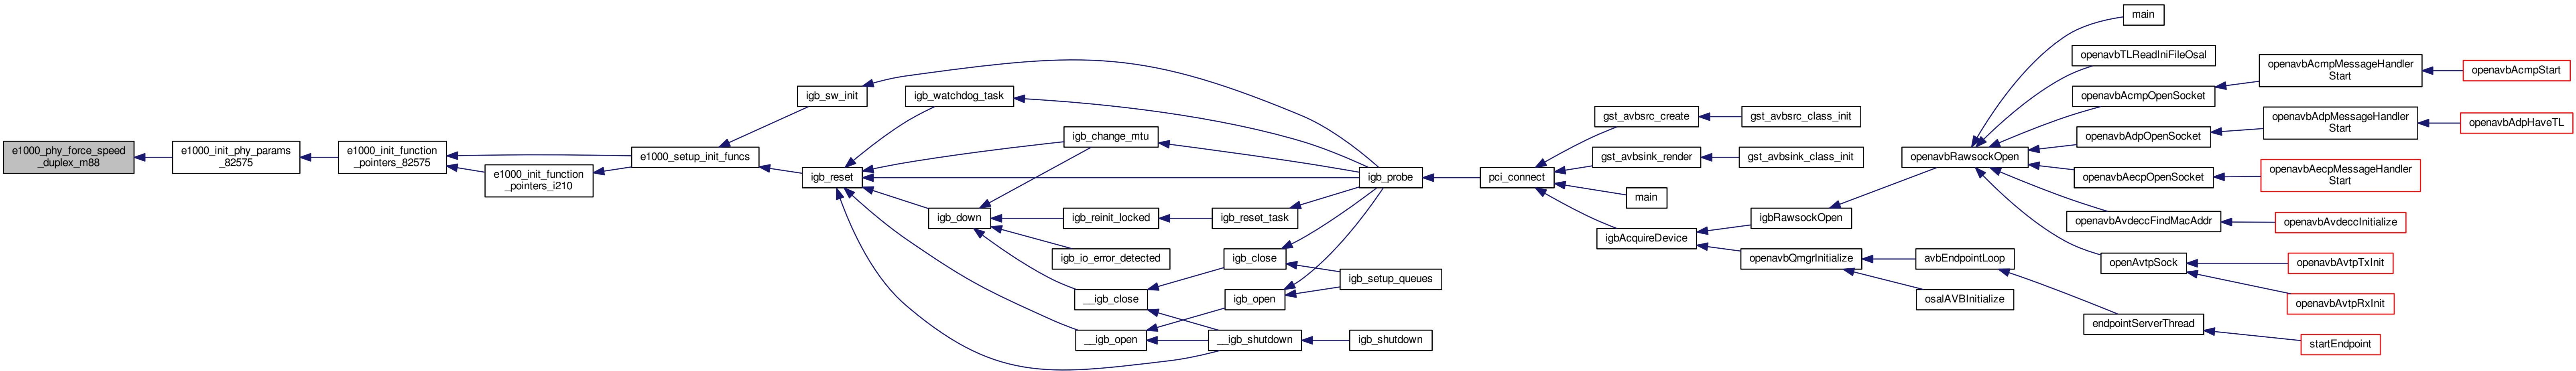 e1000_phy_force_speed
_duplex_m88
e1000_init_phy_params
_82575
e1000_init_function
_pointers_82575
e1000_init_function
_pointers_i210
e1000_setup_init_funcs
igb_sw_init
igb_reset
igb_watchdog_task
igb_change_mtu
igb_down
igb_reinit_locked
igb_io_error_detected
__igb_close
__igb_open
igb_reset_task
igb_close
igb_open
__igb_shutdown
igb_probe
igb_setup_queues
igb_shutdown
pci_connect
gst_avbsrc_create
gst_avbsink_render
main
igbAcquireDevice
gst_avbsrc_class_init
gst_avbsink_class_init
igbRawsockOpen
openavbQmgrInitialize
openavbRawsockOpen
avbEndpointLoop
osalAVBInitialize
main
openavbTLReadIniFileOsal
openavbAcmpOpenSocket
openavbAdpOpenSocket
openavbAecpOpenSocket
openavbAvdeccFindMacAddr
openAvtpSock
endpointServerThread
openavbAcmpMessageHandler
Start
openavbAdpMessageHandler
Start
openavbAecpMessageHandler
Start
openavbAvdeccInitialize
openavbAvtpTxInit
openavbAvtpRxInit
startEndpoint
openavbAcmpStart
openavbAdpHaveTL